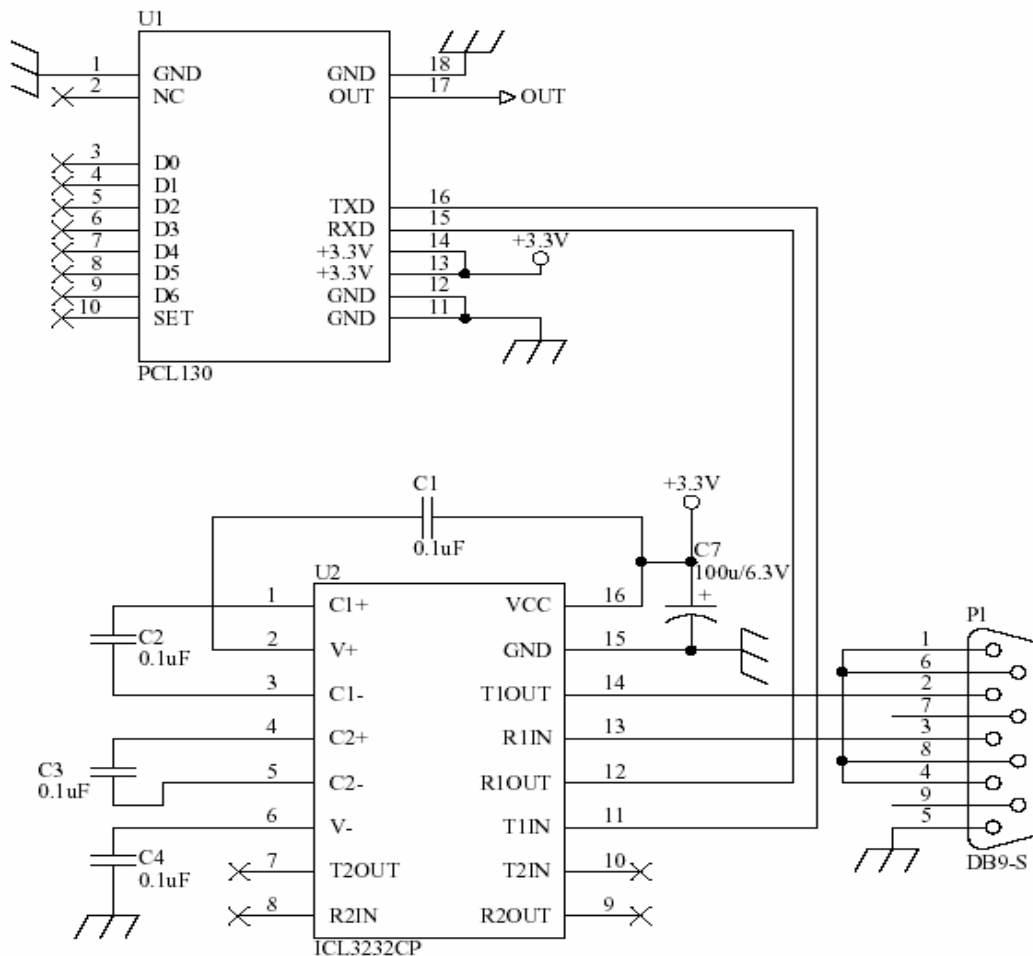 U1
1 GND GND 18
2 NC OUT 17 OUT
3 D0
4 D1
5 D2 TXD 16
6 D3 RXD 15
7 D4 +3.3V 14 +3.3V
8 D5 +3.3V 13
9 D6 GND 12
10 SET GND 11
PCL130
C1
0.1uF
+3.3V
C7
100u/6.3V
+
U2
1 C1+ VCC 16
C2
0.1uF
2 V+ GND 15
3 C1- T1OUT 14
4 C2+ R1IN 13
C3
0.1uF
5 C2- R1OUT 12
6 V- T1IN 11
C4
0.1uF
7 T2OUT T2IN 10
8 R2IN R2OUT 9
ICL3232CP
P1
1
6
2
7
3
8
4
9
5
DB9-S